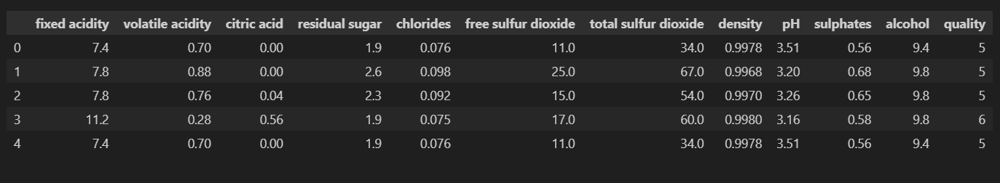 fixed acidity volatile acidity citric acid residual sugar chlorides free sulfur dioxide total sulfur dioxide density pH sulphates alcohol quality
0 7.4 0.70 0.00 1.9 0.076 11.0 34.0 0.9978 3.51 0.56 9.4 5
1 7.8 0.88 0.00 2.6 0.098 25.0 67.0 0.9968 3.20 0.68 9.8 5
2 7.8 0.76 0.04 2.3 0.092 15.0 54.0 0.9970 3.26 0.65 9.8 5
3 11.2 0.28 0.56 1.9 0.075 17.0 60.0 0.9980 3.16 0.58 9.8 6
4 7.4 0.70 0.00 1.9 0.076 11.0 34.0 0.9978 3.51 0.56 9.4 5